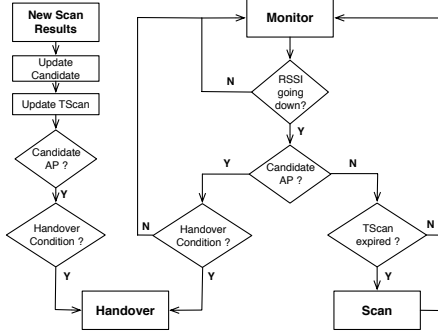 New Scan
Results
Update
Candidate
Update TScan
Candidate
AP ?
Y
Handover
Condition ?
Y
Handover
Monitor
N
RSSI
going
down?
Y
Y
Candidate
AP ?
N
N
Handover
Condition ?
Y
TScan
expired ?
N
Y
Scan